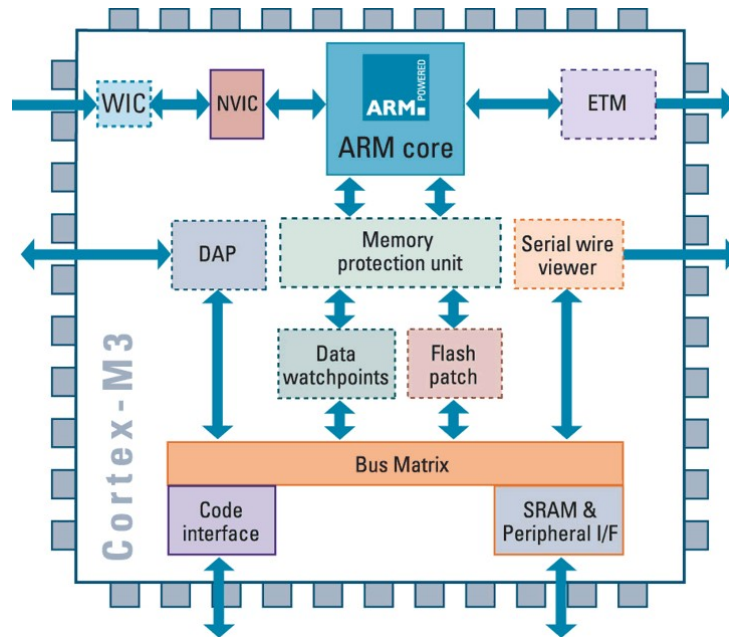 WIC
NVIC
ARM
POWERED
ARM core
ETM
DAP
Memory
protection unit
Serial wire
viewer
Data
watchpoints
Flash
patch
Cortex-M3
Bus Matrix
Code
interface
SRAM &
Peripheral I/F